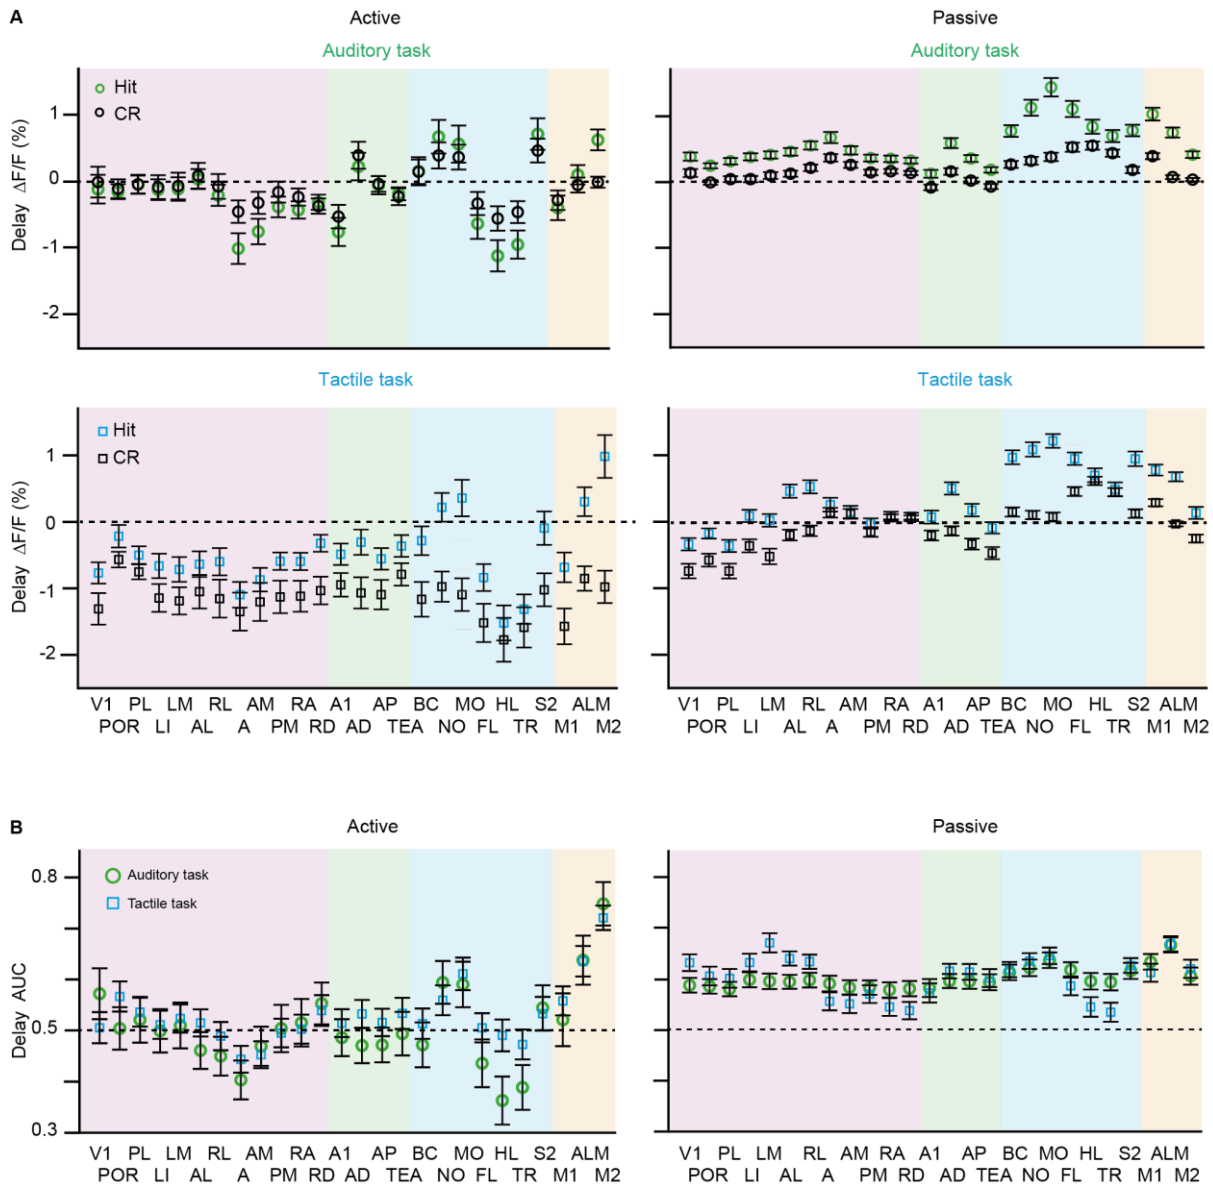 A
Active
Passive
Auditory task
Auditory task
Hit
CR
Delay ΔF/F (%)
1
0
-1
-2
Tactile task
Tactile task
Hit
CR
Delay ΔF/F (%)
1
0
-1
-2
V1 PL LM RL AM RA A1 AP BC MO HL S2 ALM
POR LI AL A PM RD AD TEA NO FL TR M1 M2
V1 PL LM RL AM RA A1 AP BC MO HL S2 ALM
POR LI AL A PM RD AD TEA NO FL TR M1 M2
B
Active
Passive
Auditory task
Tactile task
Delay AUC
0.8
0.5
0.3
V1 PL LM RL AM RA A1 AP BC MO HL S2 ALM
POR LI AL A PM RD AD TEA NO FL TR M1 M2
V1 PL LM RL AM RA A1 AP BC MO HL S2 ALM
POR LI AL A PM RD AD TEA NO FL TR M1 M2